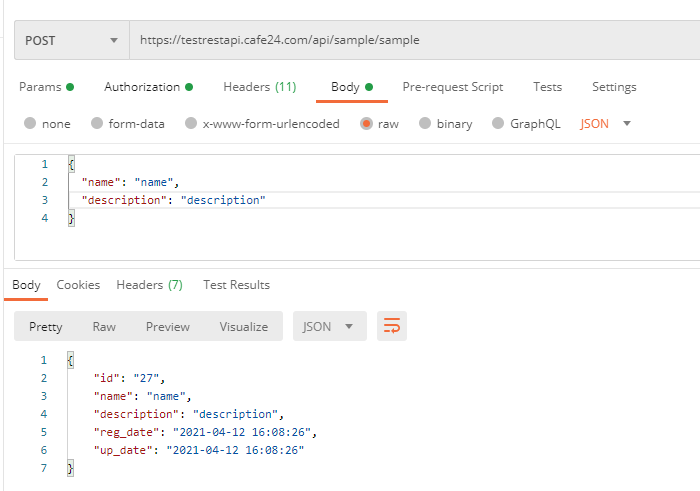 POST https://testrestapi.cafe24.com/api/sample/sample
Params Authorization Headers (11) Body Pre-request Script Tests Settings
none form-data x-www-form-urlencoded raw binary GraphQL JSON
1 {
2 "name": "name",
3 "description": "description"
4 }
Body Cookies Headers (7) Test Results
Pretty Raw Preview Visualize JSON
1 {
2 "id": "27",
3 "name": "name",
4 "description": "description",
5 "reg_date": "2021-04-12 16:08:26",
6 "up_date": "2021-04-12 16:08:26"
7 }